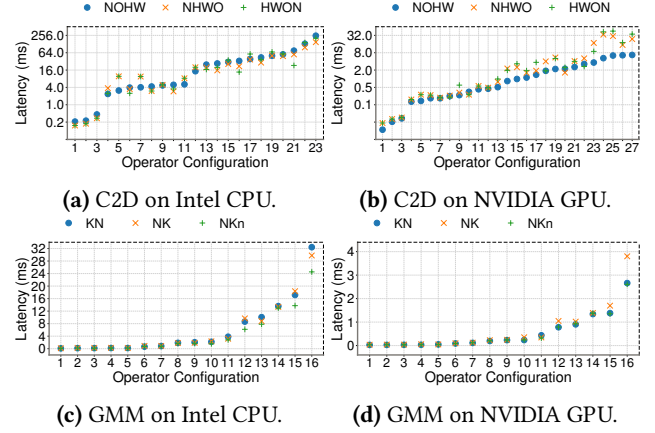 NOHW NHWO HWON
NOHW NHWO HWON
Latency (ms)
256.0
64.0
16.0
4.0
1.0
0.2
1 3 5 7 9 11 13 15 17 19 21 23
Operator Configuration
Latency (ms)
32.0
8.0
2.0
0.5
0.1
1 3 5 7 9 11 13 15 17 19 21 23 25 27
Operator Configuration
(a) C2D on Intel CPU.
(b) C2D on NVIDIA GPU.
KN NK NKn
KN NK NKn
Latency (ms)
32
28
24
20
16
12
8
4
0
1 2 3 4 5 6 7 8 9 10 11 12 13 14 15 16
Operator Configuration
Latency (ms)
4
3
2
1
0
1 2 3 4 5 6 7 8 9 10 11 12 13 14 15 16
Operator Configuration
(c) GMM on Intel CPU.
(d) GMM on NVIDIA GPU.